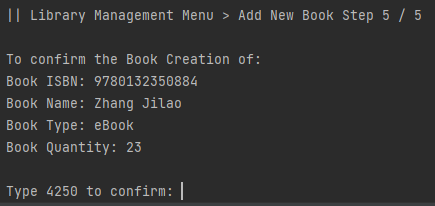 || Library Management Menu > Add New Book Step 5 / 5
To confirm the Book Creation of:
Book ISBN: 9780132350884
Book Name: Zhang Jilao
Book Type: eBook
Book Quantity: 23
Type 4250 to confirm: